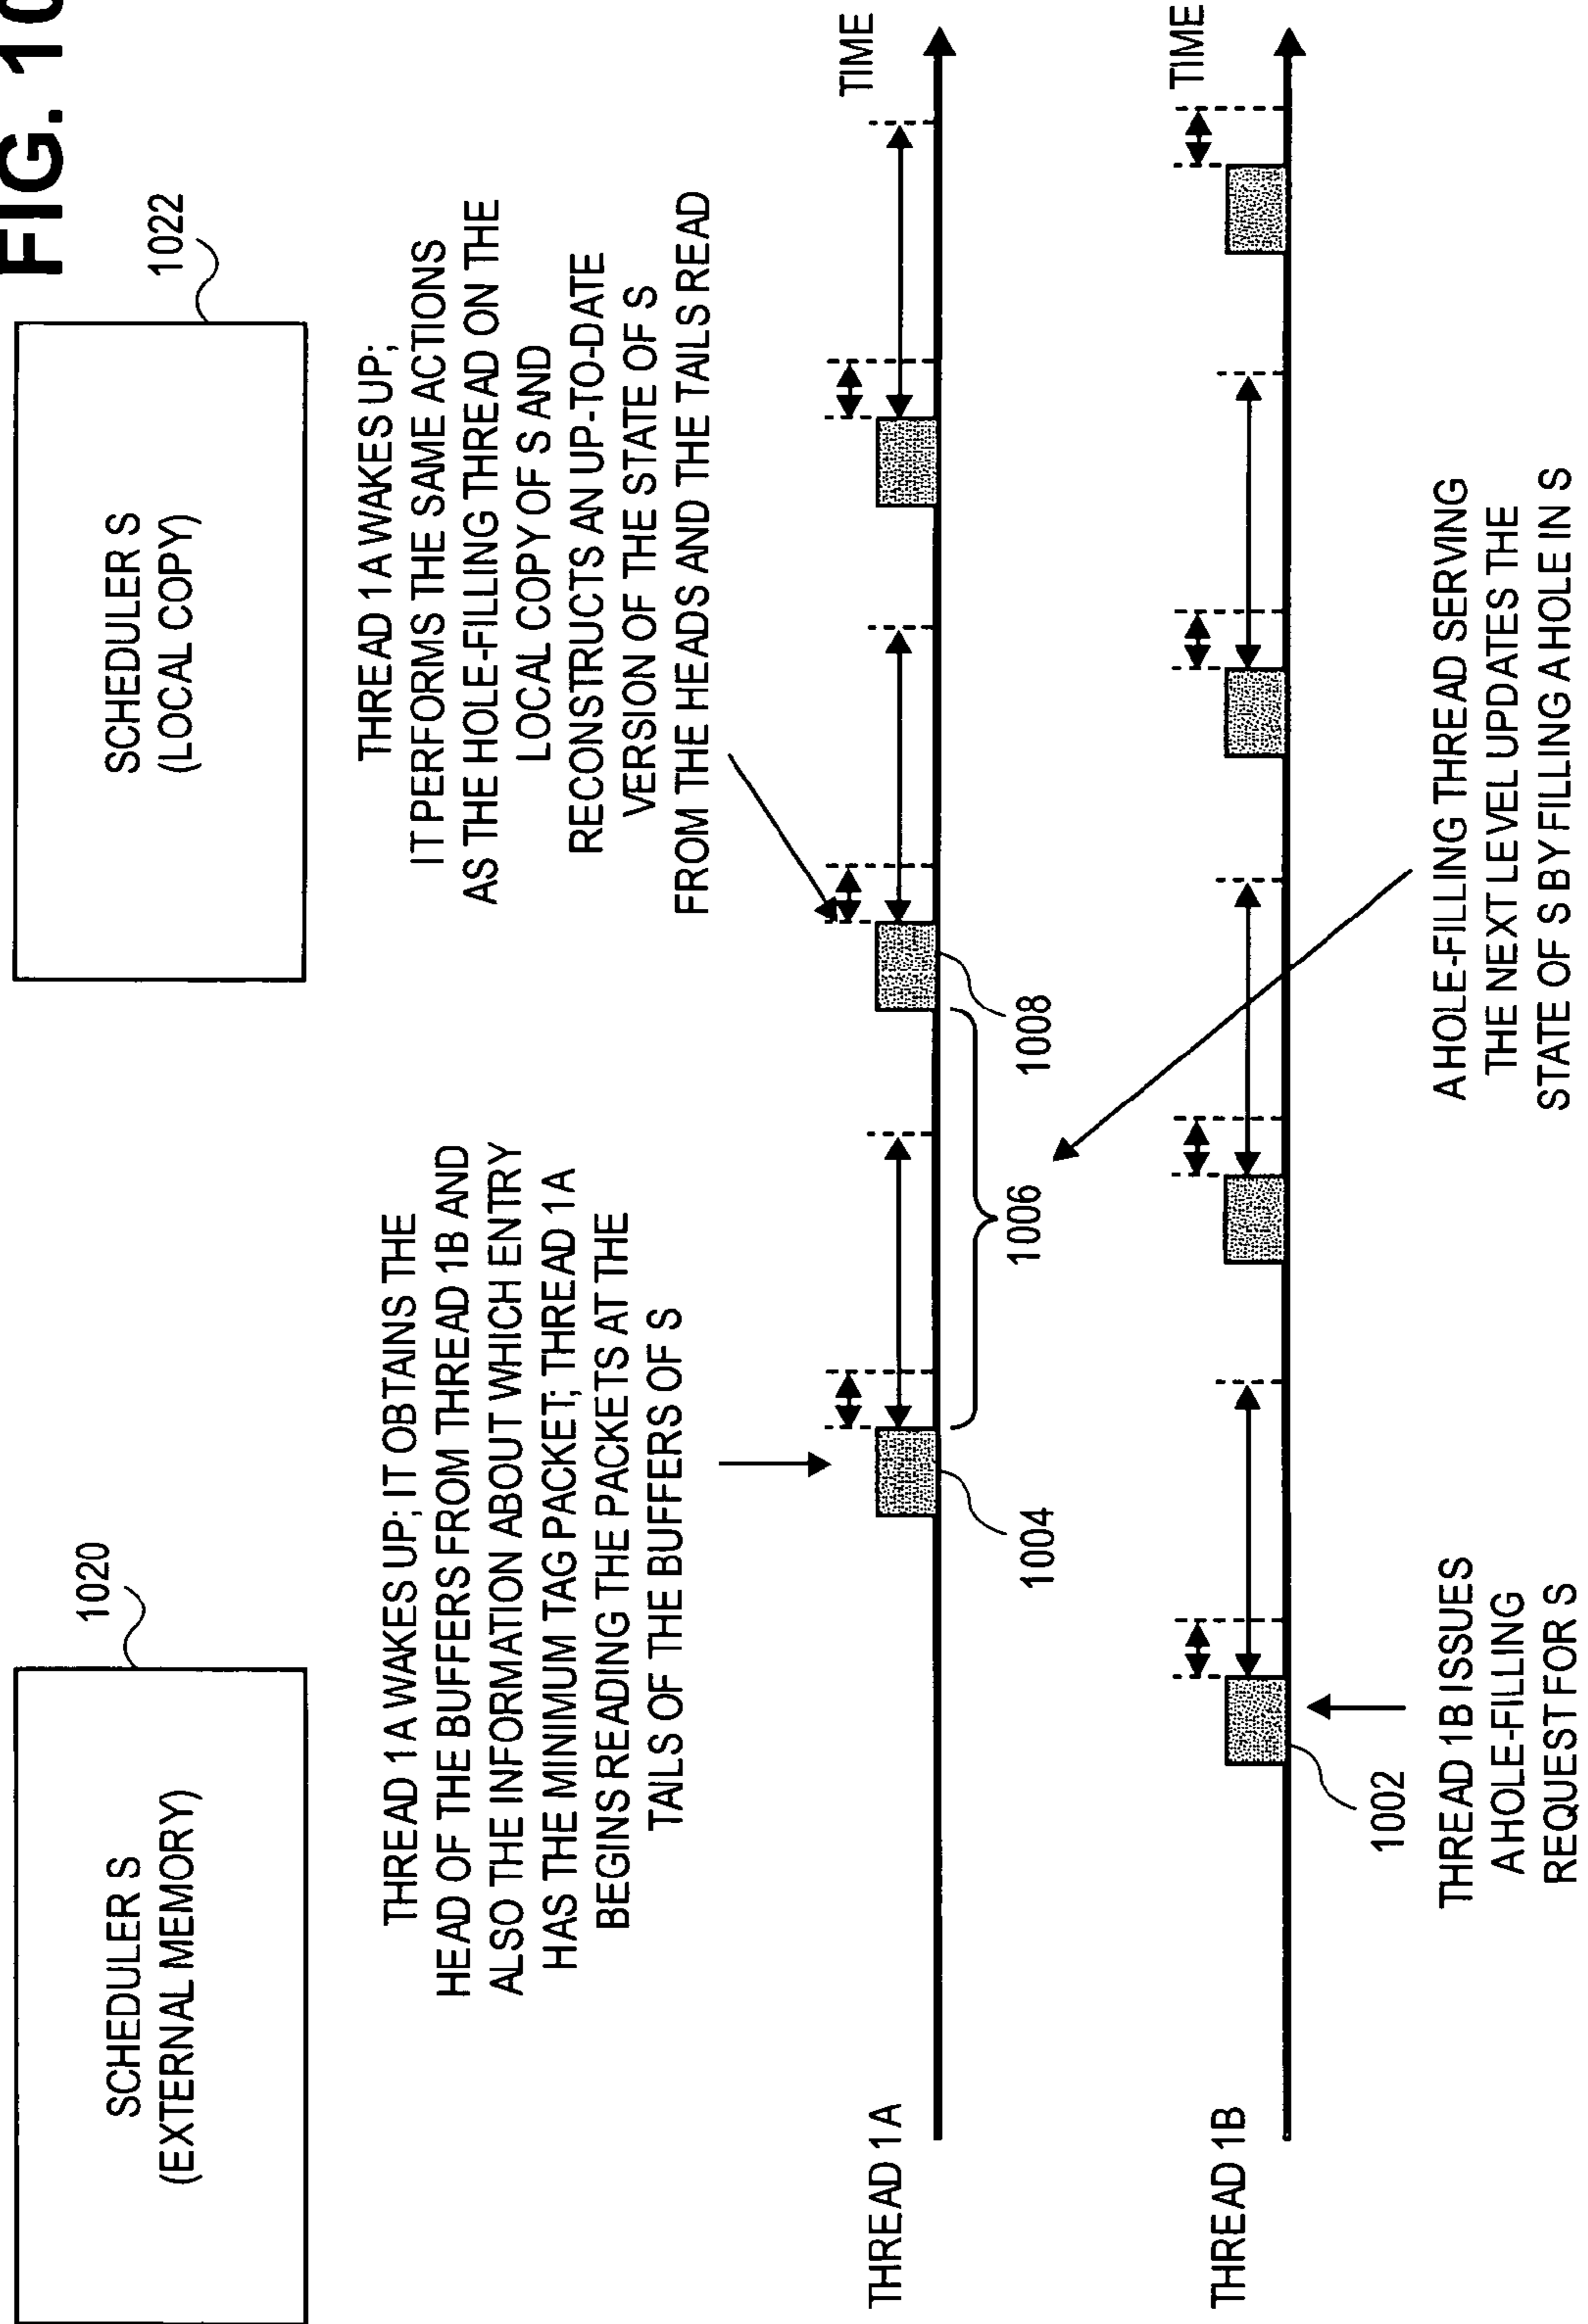 FIG. 10
SCHEDULER S
(EXTERNAL MEMORY)
1020
SCHEDULER S
(LOCAL COPY)
1022
THREAD 1A WAKES UP; IT OBTAINS THE
HEAD OF THE BUFFERS FROM THREAD 1B AND
ALSO THE INFORMATION ABOUT WHICH ENTRY
HAS THE MINIMUM TAG PACKET; THREAD 1A
BEGINS READING THE PACKETS AT THE
TAILS OF THE BUFFERS OF S
THREAD 1A WAKES UP;
IT PERFORMS THE SAME ACTIONS
AS THE HOLE-FILLING THREAD ON THE
LOCAL COPY OF S AND
RECONSTRUCTS AN UP-TO-DATE
VERSION OF THE STATE OF S
FROM THE HEADS AND THE TAILS READ
THREAD 1A
TIME
1004
1006
1008
THREAD 1B
TIME
1002
THREAD 1B ISSUES
A HOLE-FILLING
REQUEST FOR S
A HOLE-FILLING THREAD SERVING
THE NEXT LEVEL UPDATES THE
STATE OF S BY FILLING A HOLE IN S